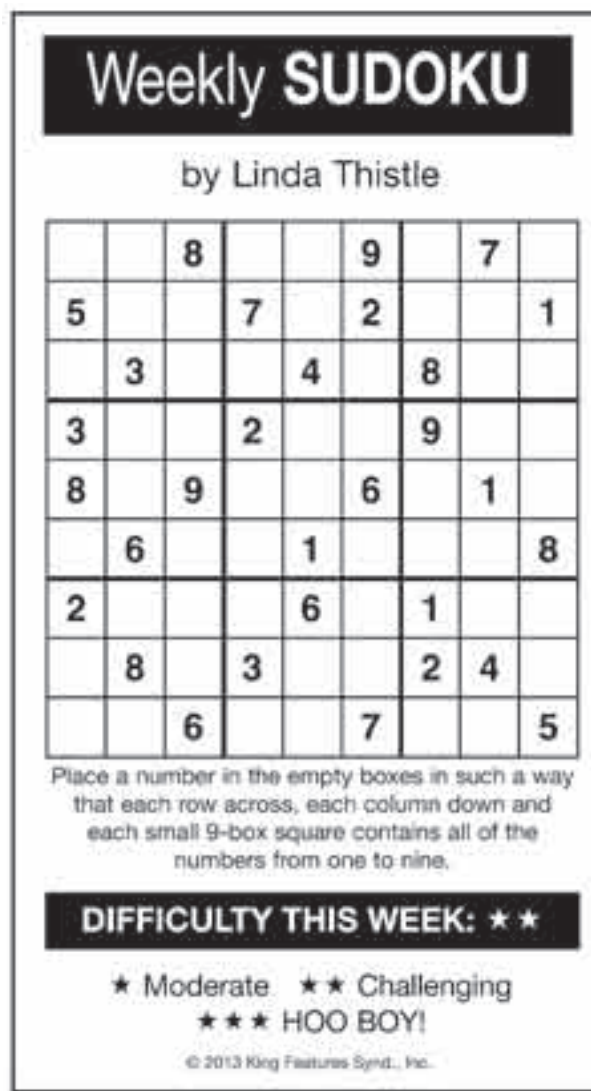 Weekly SUDOKU
by Linda Thistle
8 9 7
5 7 2 1
3 4 8
3 2 9
8 9 6 1
6 1 8
2 6 1
8 3 2 4
6 7 5
Place a number in the empty boxes in such a way
that each row across, each column down and
each small 9-box square contains all of the
numbers from one to nine.
DIFFICULTY THIS WEEK: ★ ★
★ Moderate ★ ★ Challenging
★ ★ ★ HOO BOY!
© 2013 King Features Synd., Inc.